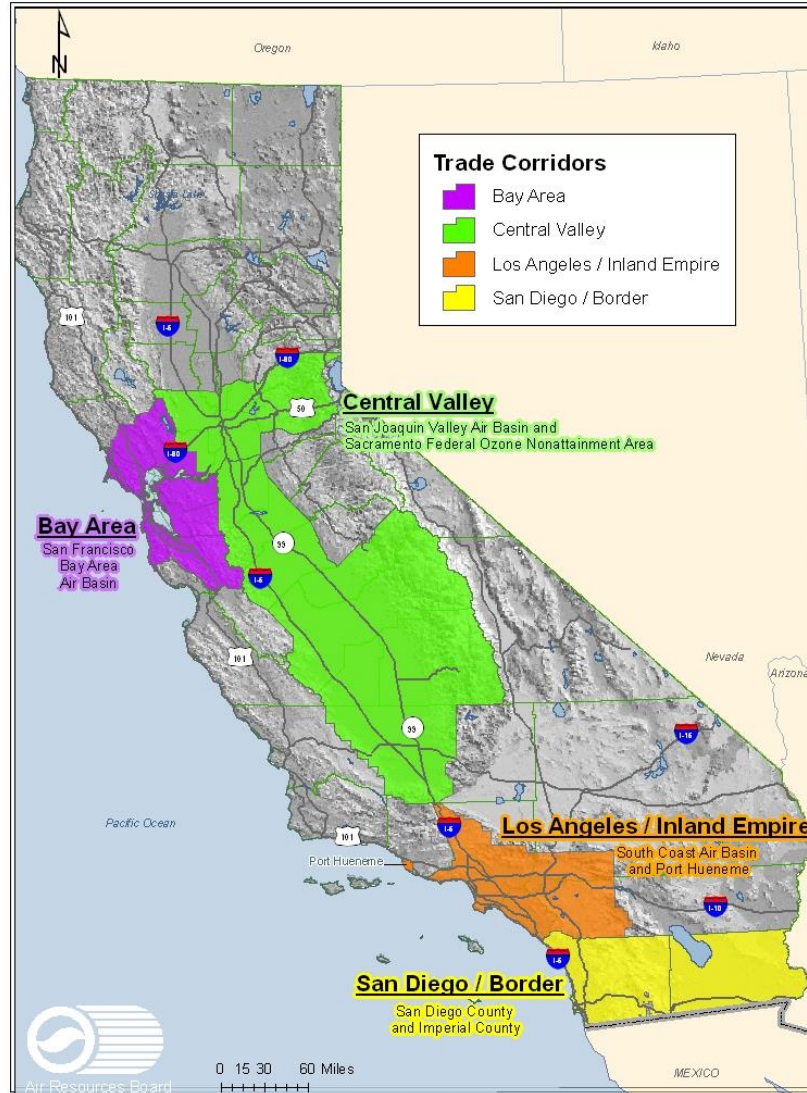 N
Oregon
Idaho
Trade Corridors
Bay Area
Central Valley
Los Angeles / Inland Empire
San Diego / Border
101
I-5
I-80
50
Central Valley
San Joaquin Valley Air Basin and
Sacramento Federal Ozone Nonattainment Area
I-80
Bay Area
San Francisco
Bay Area
Air Basin
99
I-5
101
Nevada
Arizona
99
I-15
Pacific Ocean
101
I-5
Los Angeles / Inland Empire
South Coast Air Basin
and Port Hueneme
Port Hueneme
I-10
I-5
San Diego / Border
San Diego County
and Imperial County
Air Resources Board
0 15 30 60 Miles
MEXICO